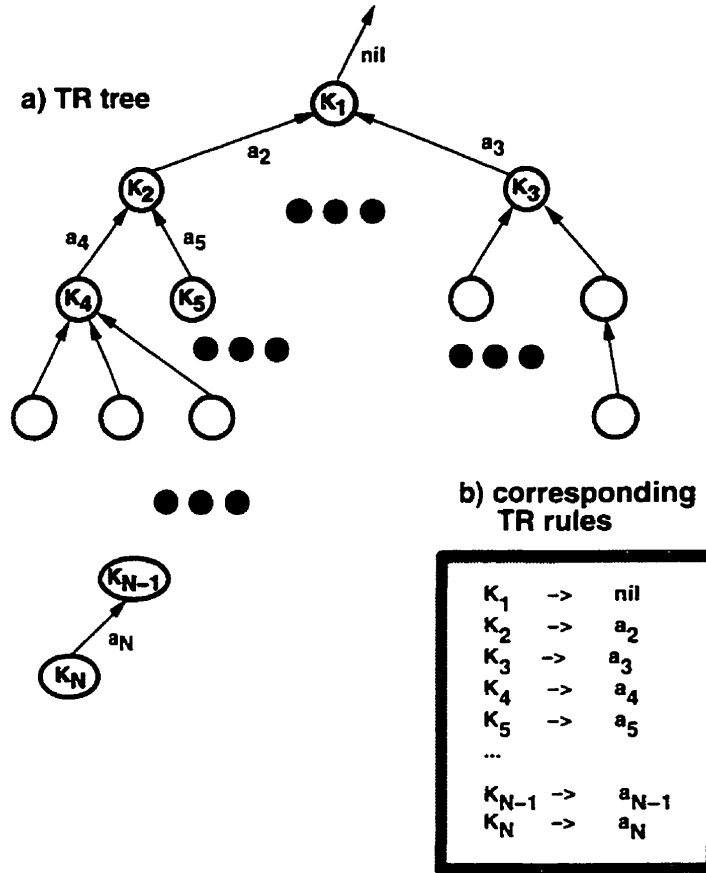 nil
a) TR tree
K1
a2
a3
K2
K3
a4
a5
K4
K5
b) corresponding
TR rules
KN-1
aN
KN
K1 -> nil
K2 -> a2
K3 -> a3
K4 -> a4
K5 -> a5
...
KN-1 -> aN-1
KN -> aN